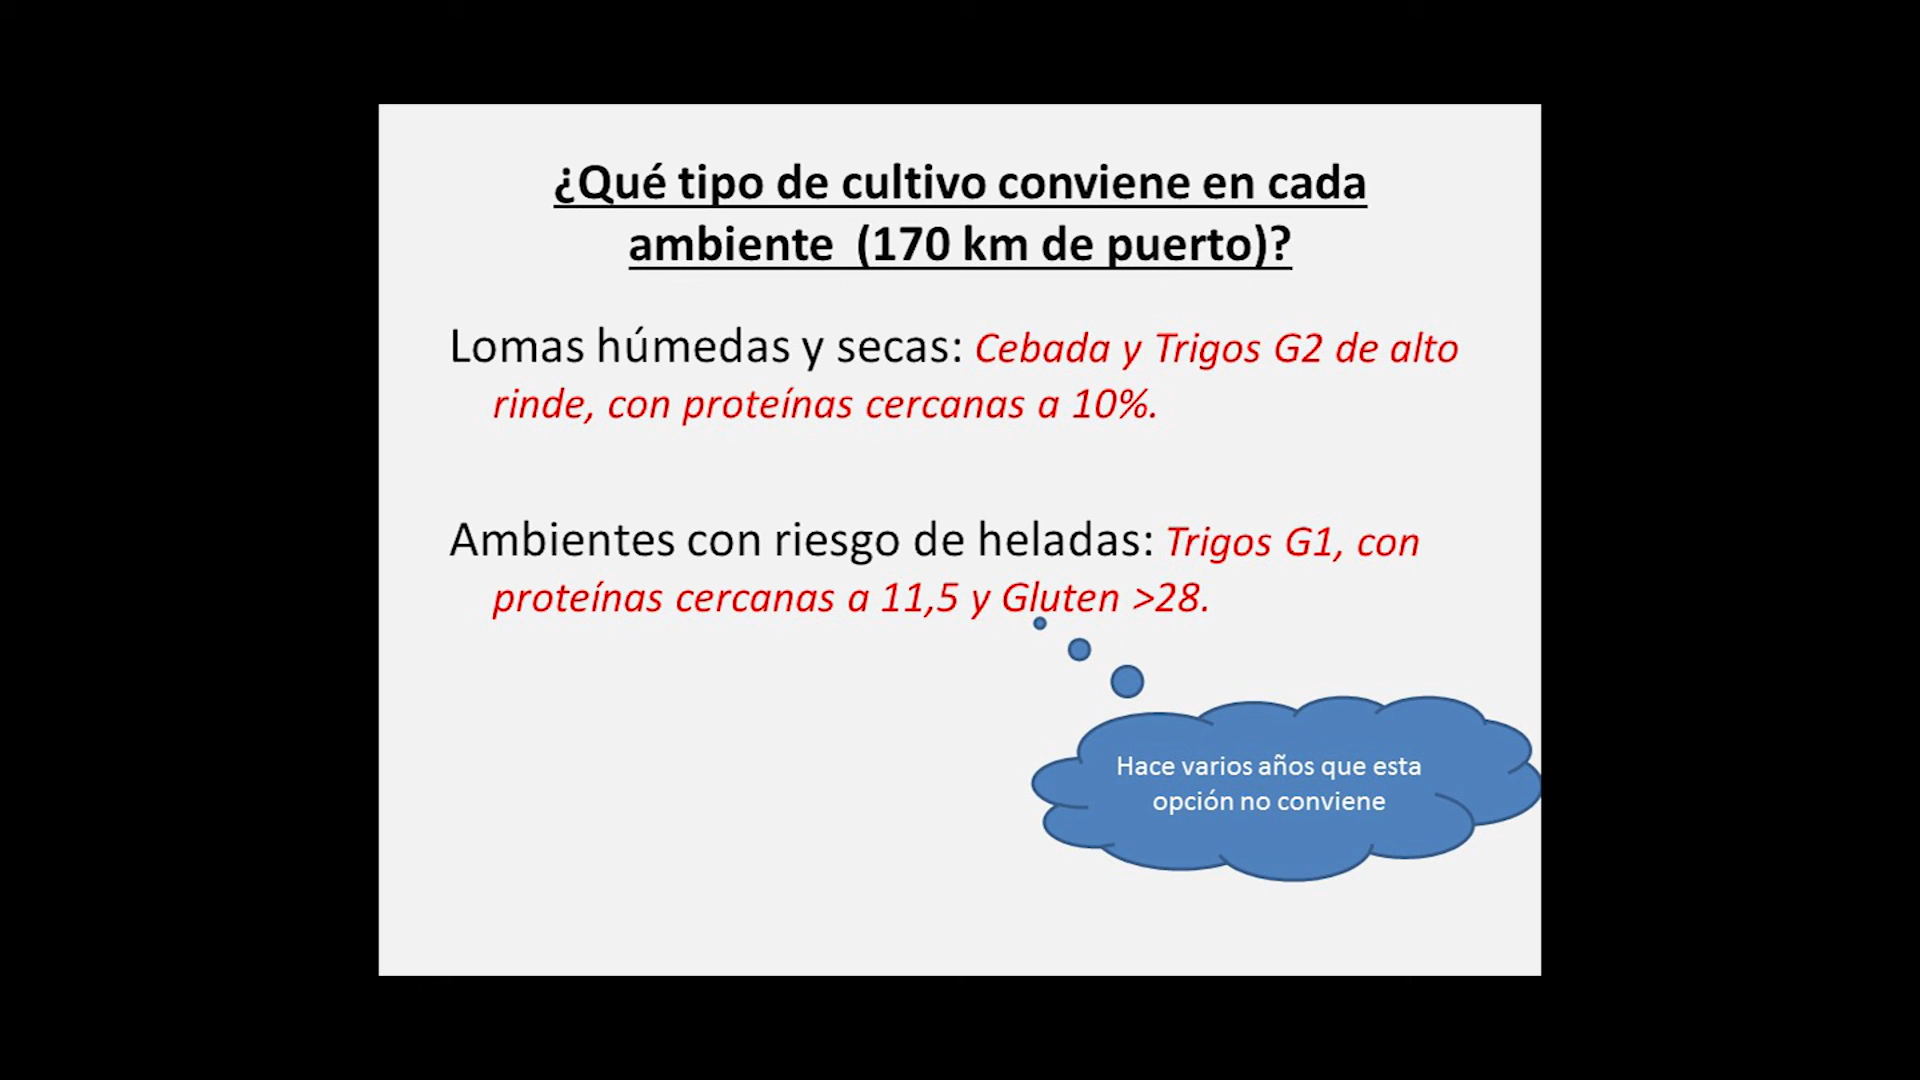 ¿Qué tipo de cultivo conviene en cada
ambiente (170 km de puerto)?
Lomas húmedas y secas: Cebada y Trigos G2 de alto
rinde, con proteínas cercanas a 10%.
Ambientes con riesgo de heladas: Trigos G1, con
proteínas cercanas a 11,5 y Gluten >28.
Hace varios años que esta
opción no conviene